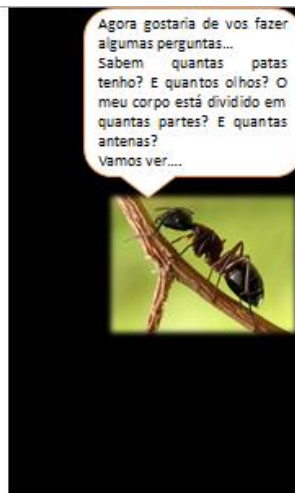 Agora gostaria de vos fazer
algumas perguntas...
Sabem quantas patas
tenho? E quantos olhos? O
meu corpo está dividido em
quantas partes? E quantas
antenas?
Vamos ver....